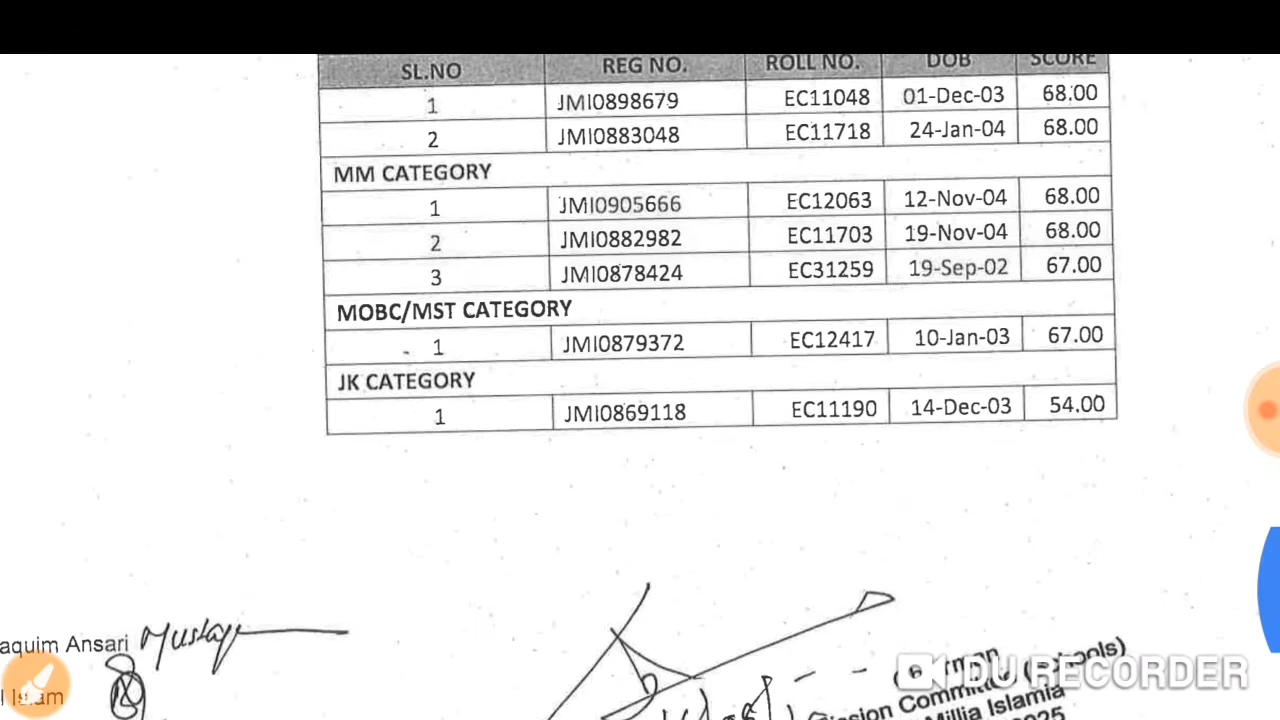 SL.NO REG NO. ROLL NO. DOB SCORE
1 JMI0898679 EC11048 01-Dec-03 68.00
2 JMI0883048 EC11718 24-Jan-04 68.00
MM CATEGORY
1 JMI0905666 EC12063 12-Nov-04 68.00
2 JMI0882982 EC11703 19-Nov-04 68.00
3 JMI0878424 EC31259 19-Sep-02 67.00
MOBC/MST CATEGORY
1 JMI0879372 EC12417 10-Jan-03 67.00
JK CATEGORY
1 JMI0869118 EC11190 14-Dec-03 54.00
aquim Ansari
DU RECORDER
(Schools)
Millia Islamia